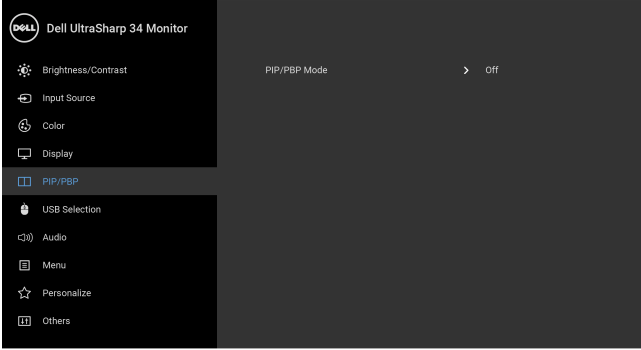 DELL Dell UltraSharp 34 Monitor
Brightness/Contrast
PIP/PBP Mode Off
Input Source
Color
Display
PIP/PBP
USB Selection
Audio
Menu
Personalize
Others